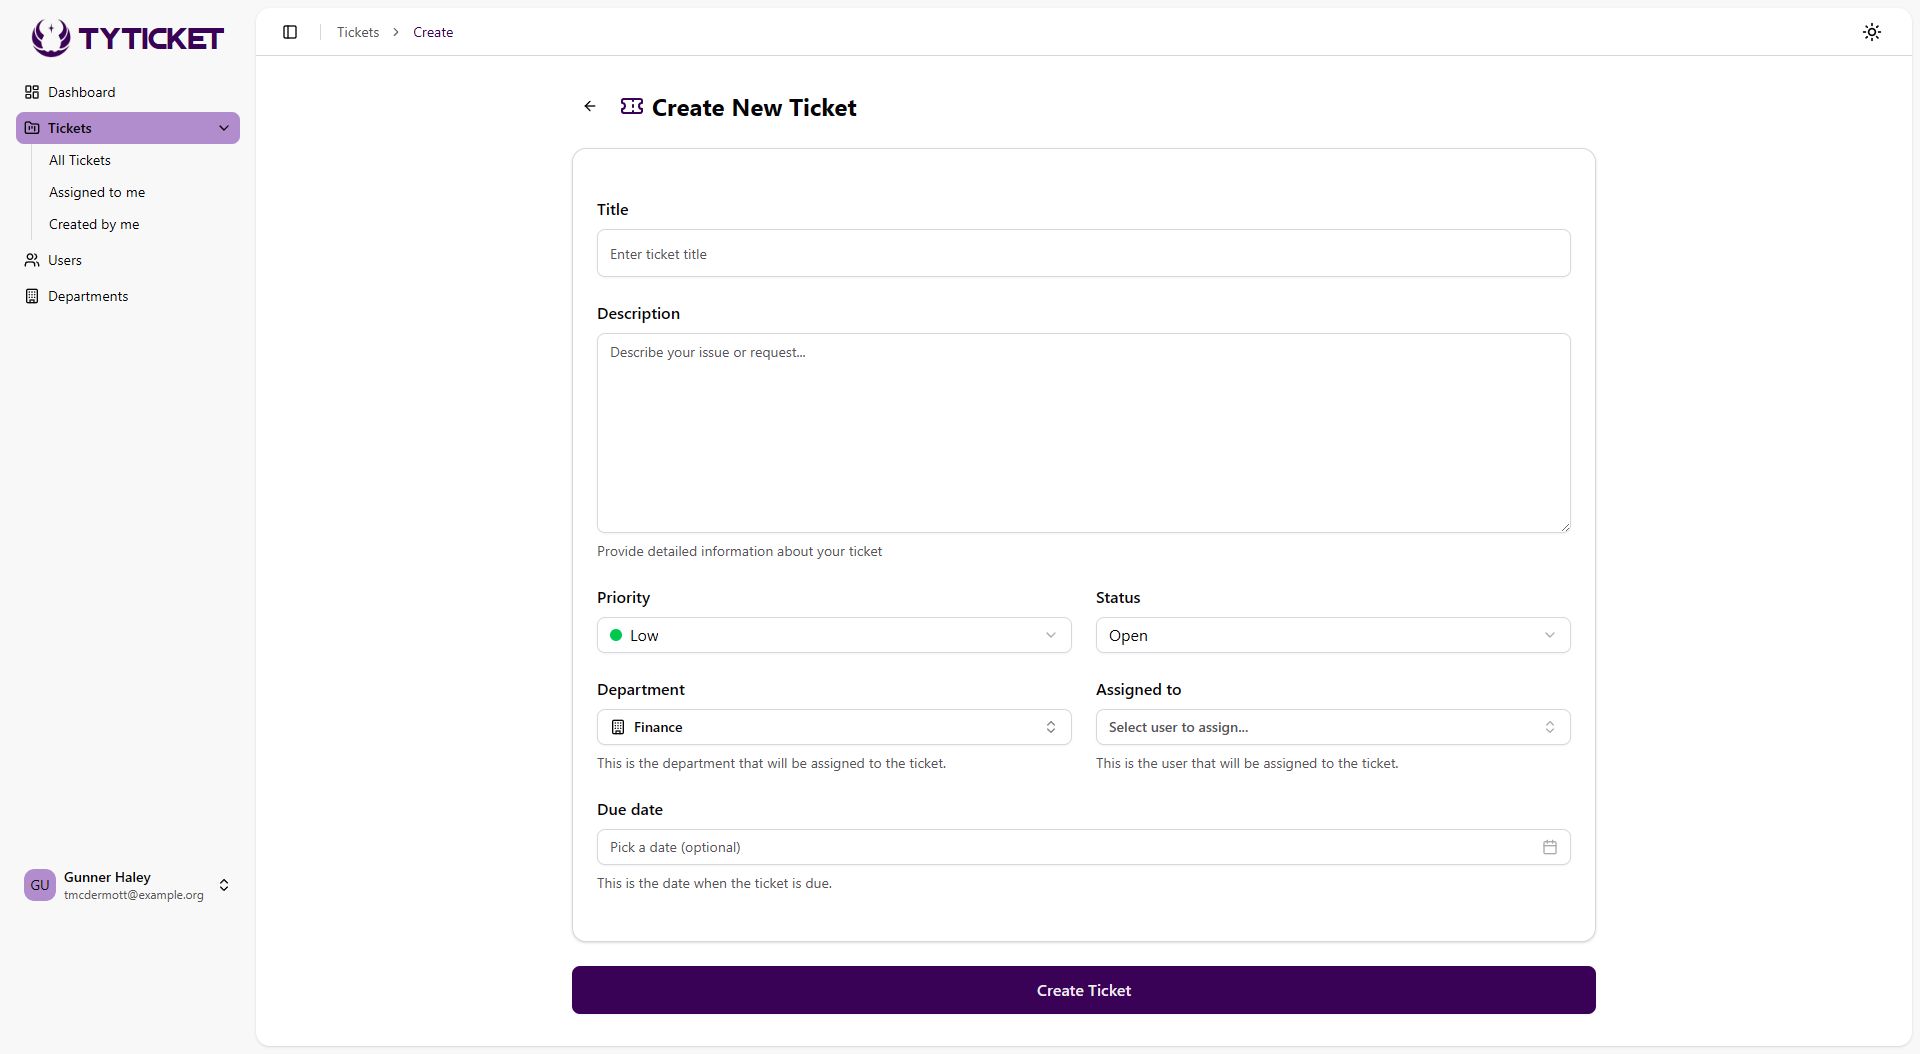 TYTICKET
Dashboard
Tickets
All Tickets
Assigned to me
Created by me
Users
Departments
GU
Gunner Haley
tmcdermott@example.org
Tickets
Create
Create New Ticket
Title
Enter ticket title
Description
Describe your issue or request...
Provide detailed information about your ticket
Priority
Status
Low
Open
Department
Assigned to
Finance
Select user to assign...
This is the department that will be assigned to the ticket.
This is the user that will be assigned to the ticket.
Due date
Pick a date (optional)
This is the date when the ticket is due.
Create Ticket